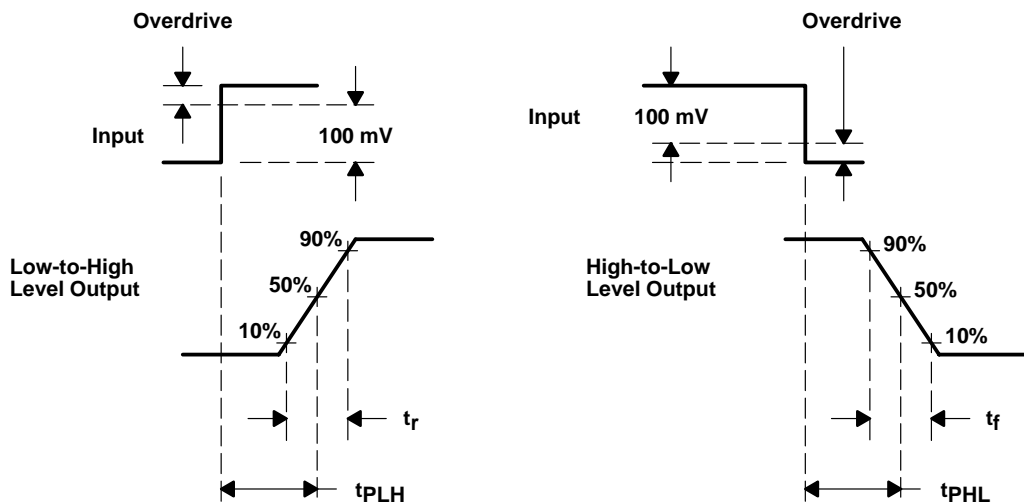 Overdrive
Input
100 mV
90%
Low-to-High
Level Output
50%
10%
tr
tPLH
Overdrive
Input
100 mV
90%
High-to-Low
Level Output
50%
10%
tf
tPHL